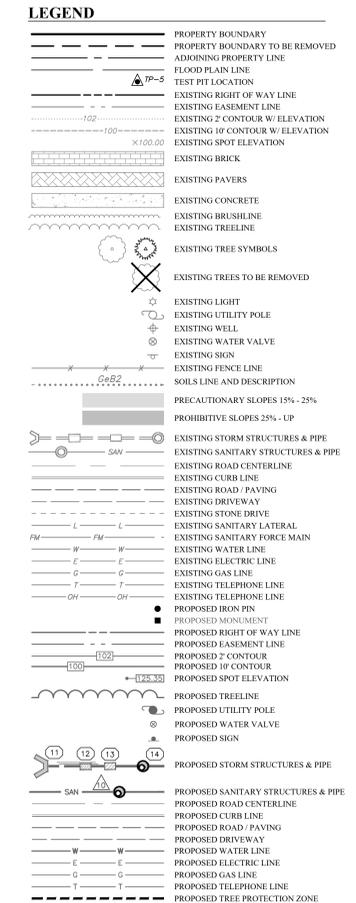 LEGEND
PROPERTY BOUNDARY
PROPERTY BOUNDARY TO BE REMOVED
ADJOINING PROPERTY LINE
FLOOD PLAIN LINE
TP-5 TEST PIT LOCATION
EXISTING RIGHT OF WAY LINE
EXISTING EASEMENT LINE
102 EXISTING 2' CONTOUR W/ ELEVATION
100 EXISTING 10' CONTOUR W/ ELEVATION
×100.00 EXISTING SPOT ELEVATION
EXISTING BRICK
EXISTING PAVERS
EXISTING CONCRETE
EXISTING BRUSHLINE
EXISTING TREELINE
EXISTING TREE SYMBOLS
EXISTING TREES TO BE REMOVED
EXISTING LIGHT
EXISTING UTILITY POLE
EXISTING WELL
EXISTING WATER VALVE
EXISTING SIGN
X X X EXISTING FENCE LINE
GeB2 SOILS LINE AND DESCRIPTION
PRECAUTIONARY SLOPES 15% - 25%
PROHIBITIVE SLOPES 25% - UP
EXISTING STORM STRUCTURES & PIPE
SAN EXISTING SANITARY STRUCTURES & PIPE
EXISTING ROAD CENTERLINE
EXISTING CURB LINE
EXISTING ROAD / PAVING
EXISTING DRIVEWAY
EXISTING STONE DRIVE
L L EXISTING SANITARY LATERAL
FM FM EXISTING SANITARY FORCE MAIN
W W EXISTING WATER LINE
E E EXISTING ELECTRIC LINE
G G EXISTING GAS LINE
T T EXISTING TELEPHONE LINE
OH OH EXISTING TELEPHONE LINE
PROPOSED IRON PIN
PROPOSED MONUMENT
PROPOSED RIGHT OF WAY LINE
PROPOSED EASEMENT LINE
102 PROPOSED 2' CONTOUR
100 PROPOSED 10' CONTOUR
125.35 PROPOSED SPOT ELEVATION
PROPOSED TREELINE
PROPOSED UTILITY POLE
PROPOSED WATER VALVE
PROPOSED SIGN
11 12 13 14
PROPOSED STORM STRUCTURES & PIPE
SAN 10 PROPOSED SANITARY STRUCTURES & PIPE
PROPOSED ROAD CENTERLINE
PROPOSED CURB LINE
PROPOSED ROAD / PAVING
PROPOSED DRIVEWAY
W W PROPOSED WATER LINE
E E PROPOSED ELECTRIC LINE
G G PROPOSED GAS LINE
T T PROPOSED TELEPHONE LINE
PROPOSED TREE PROTECTION ZONE